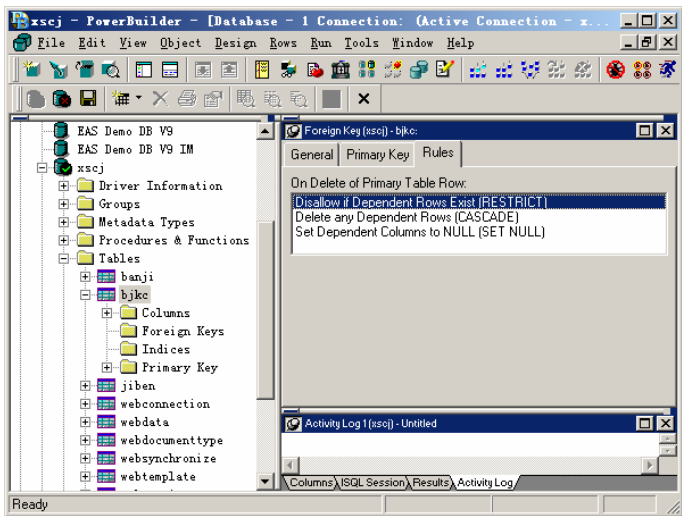 xscj - PowerBuilder - [Database - 1 Connection: (Active Connection - x...
File Edit View Object Design Rows Run Tools Window Help
EAS Demo DB V9
EAS Demo DB V9 IM
xscj
Driver Information
Groups
Metadata Types
Procedures & Functions
Tables
banji
bjkc
Columns
Foreign Keys
Indices
Primary Key
jiben
webconnection
webdata
webdocumenttype
websynchronize
webtemplate
Foreign Key (xscj) - bjkc:
General Primary Key Rules
On Delete of Primary Table Row:
Disallow if Dependent Rows Exist (RESTRICT)
Delete any Dependent Rows (CASCADE)
Set Dependent Columns to NULL (SET NULL)
Activity Log 1 (xscj) - Untitled
Columns ISQL Session Results Activity Log
Ready